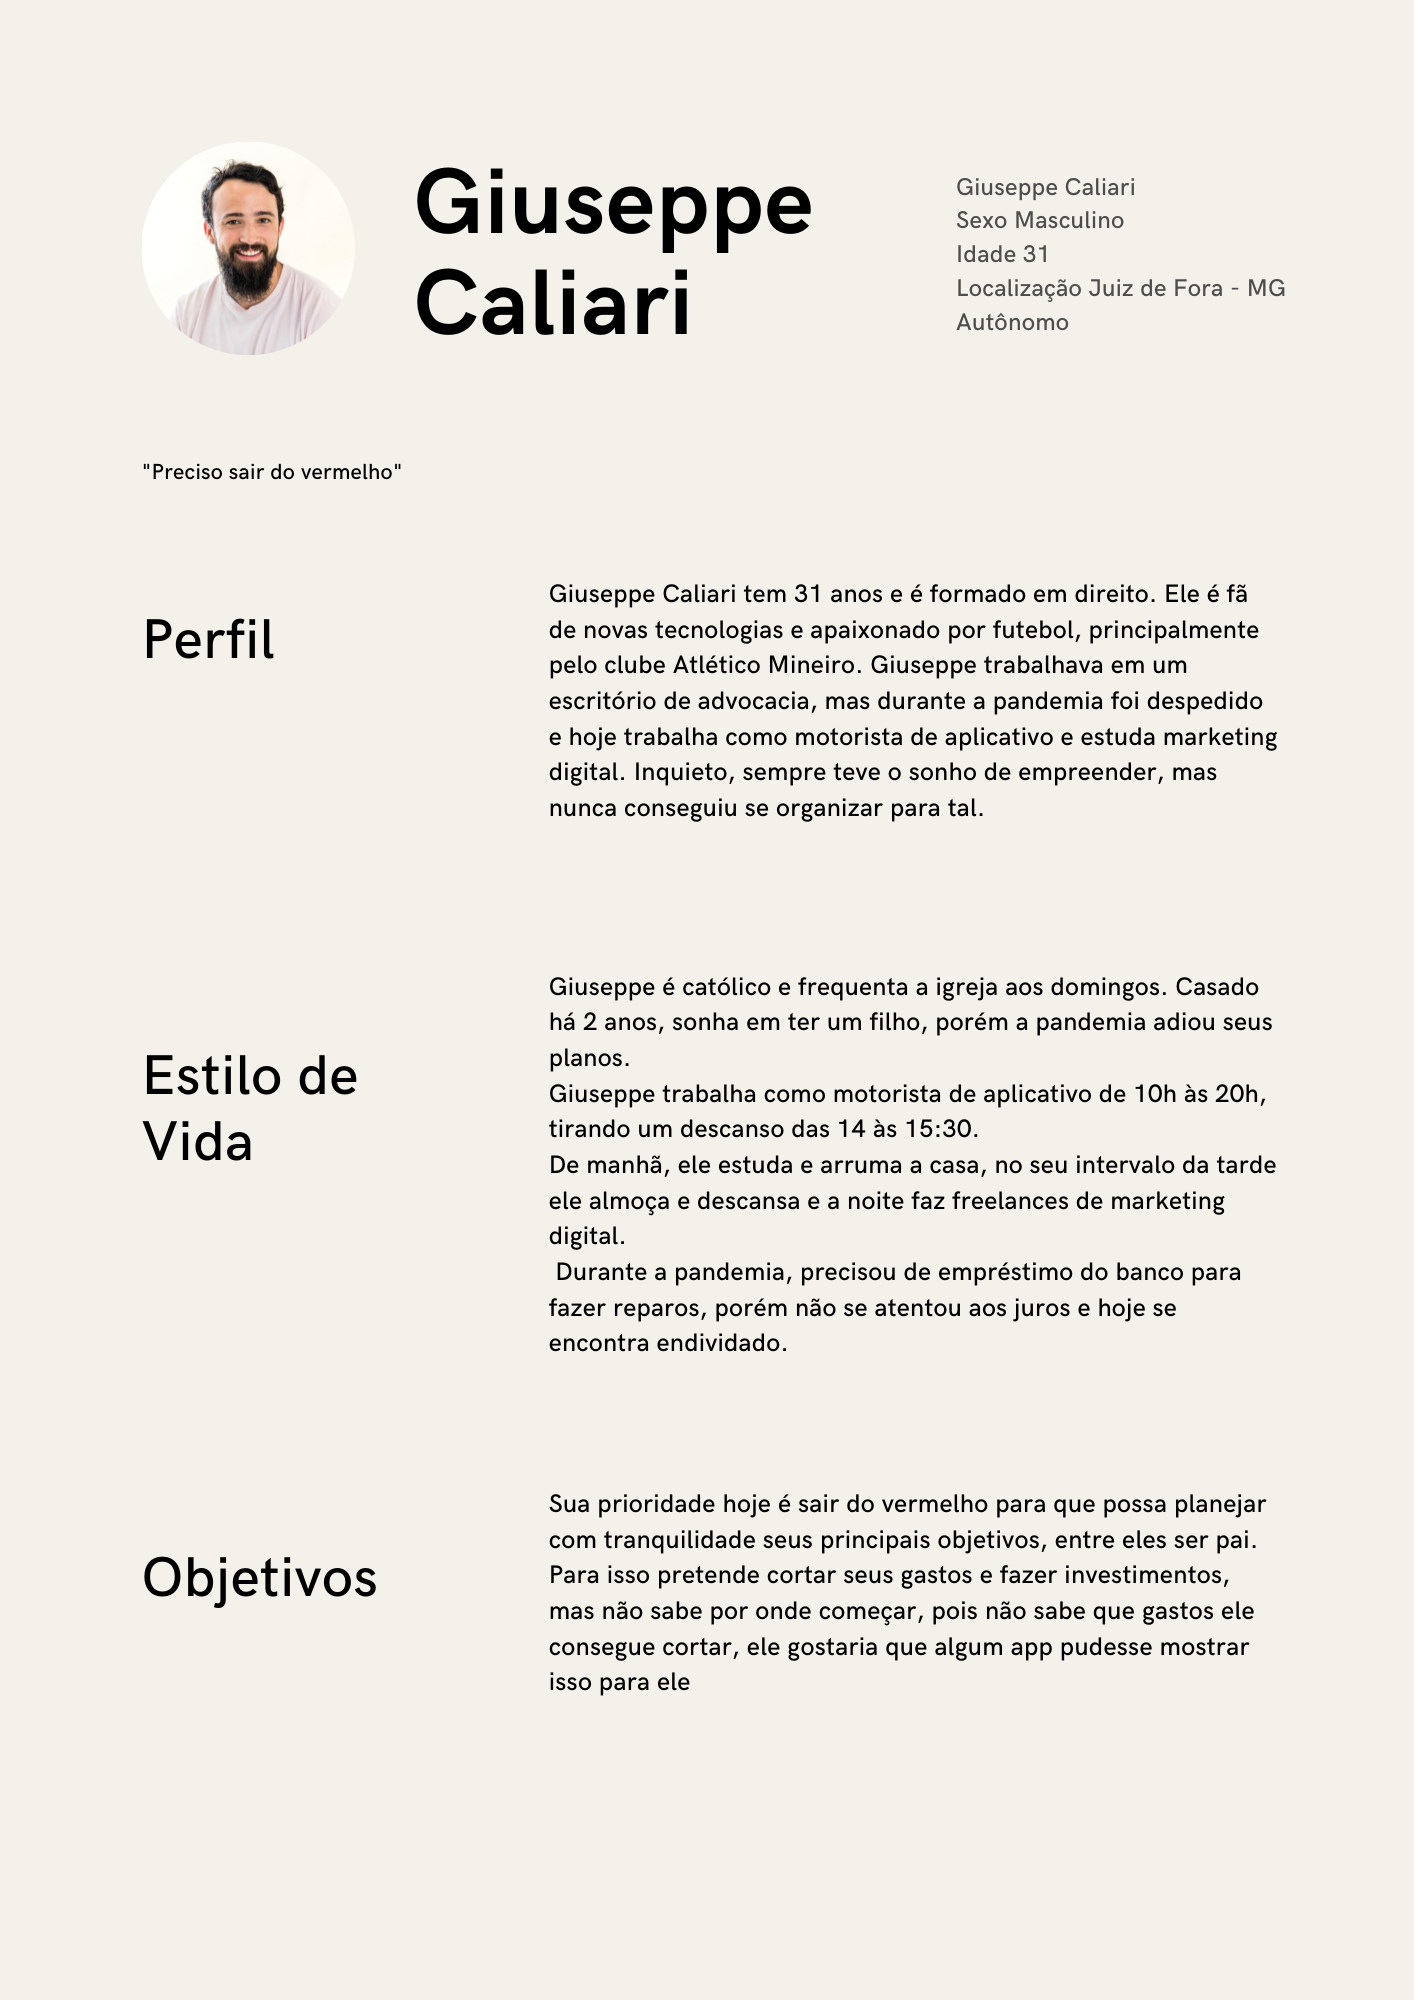 Giuseppe
Caliari
Giuseppe Caliari
Sexo Masculino
Idade 31
Localização Juiz de Fora - MG
Autônomo
"Preciso sair do vermelho"
Perfil
Giuseppe Caliari tem 31 anos e é formado em direito. Ele é fã
de novas tecnologias e apaixonado por futebol, principalmente
pelo clube Atlético Mineiro. Giuseppe trabalhava em um
escritório de advocacia, mas durante a pandemia foi despedido
e hoje trabalha como motorista de aplicativo e estuda marketing
digital. Inquieto, sempre teve o sonho de empreender, mas
nunca conseguiu se organizar para tal.
Estilo de
Vida
Giuseppe é católico e frequenta a igreja aos domingos. Casado
há 2 anos, sonha em ter um filho, porém a pandemia adiou seus
planos.
Giuseppe trabalha como motorista de aplicativo de 10h às 20h,
tirando um descanso das 14 às 15:30.
De manhã, ele estuda e arruma a casa, no seu intervalo da tarde
ele almoça e descansa e a noite faz freelances de marketing
digital.
Durante a pandemia, precisou de empréstimo do banco para
fazer reparos, porém não se atentou aos juros e hoje se
encontra endividado.
Objetivos
Sua prioridade hoje é sair do vermelho para que possa planejar
com tranquilidade seus principais objetivos, entre eles ser pai.
Para isso pretende cortar seus gastos e fazer investimentos,
mas não sabe por onde começar, pois não sabe que gastos ele
consegue cortar, ele gostaria que algum app pudesse mostrar
isso para ele